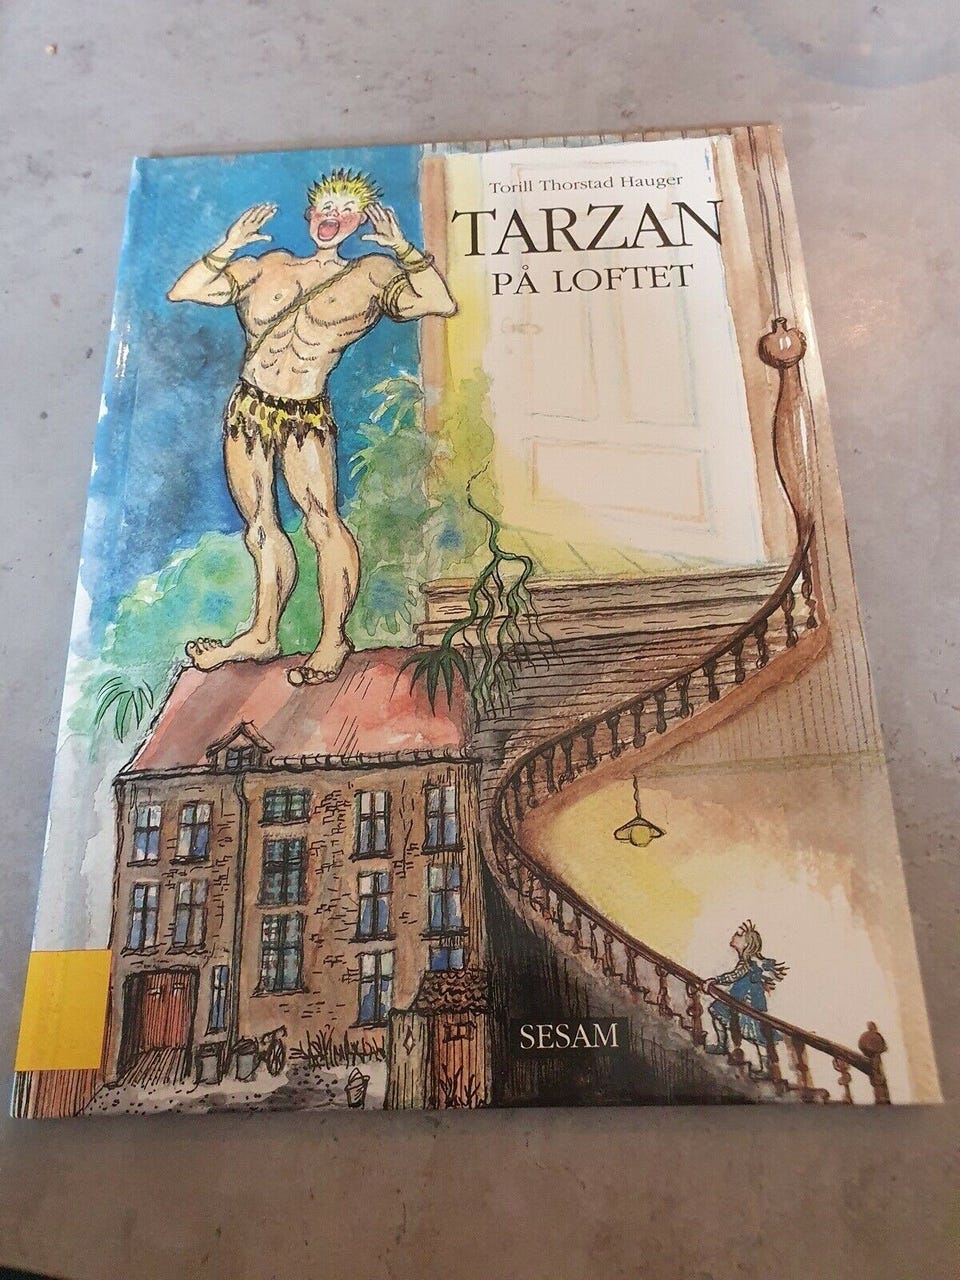 Torill Thorstad Hauger
TARZAN
PÅ LOFTET
SESAM